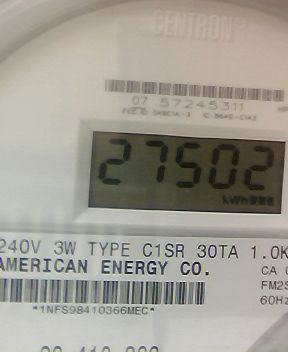 CENTRON®
07 57245311
27502
kWh
240V 3W TYPE C1SR 30TA 1.0K
AMERICAN ENERGY CO.
CA
FM2S
60Hz
*1NFS98410366MEC*